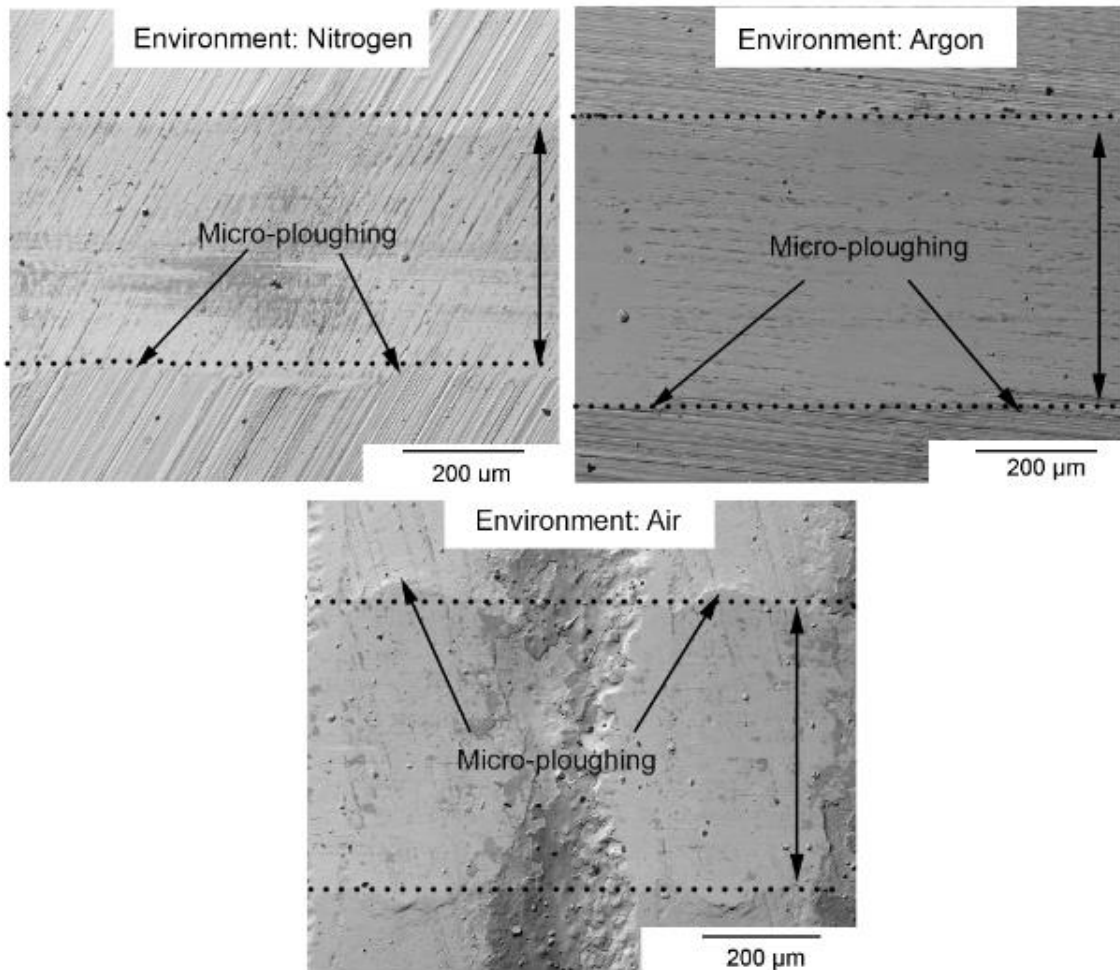 Environment: Nitrogen
Micro-ploughing
200 um
Environment: Argon
Micro-ploughing
200 µm
Environment: Air
Micro-ploughing
200 µm